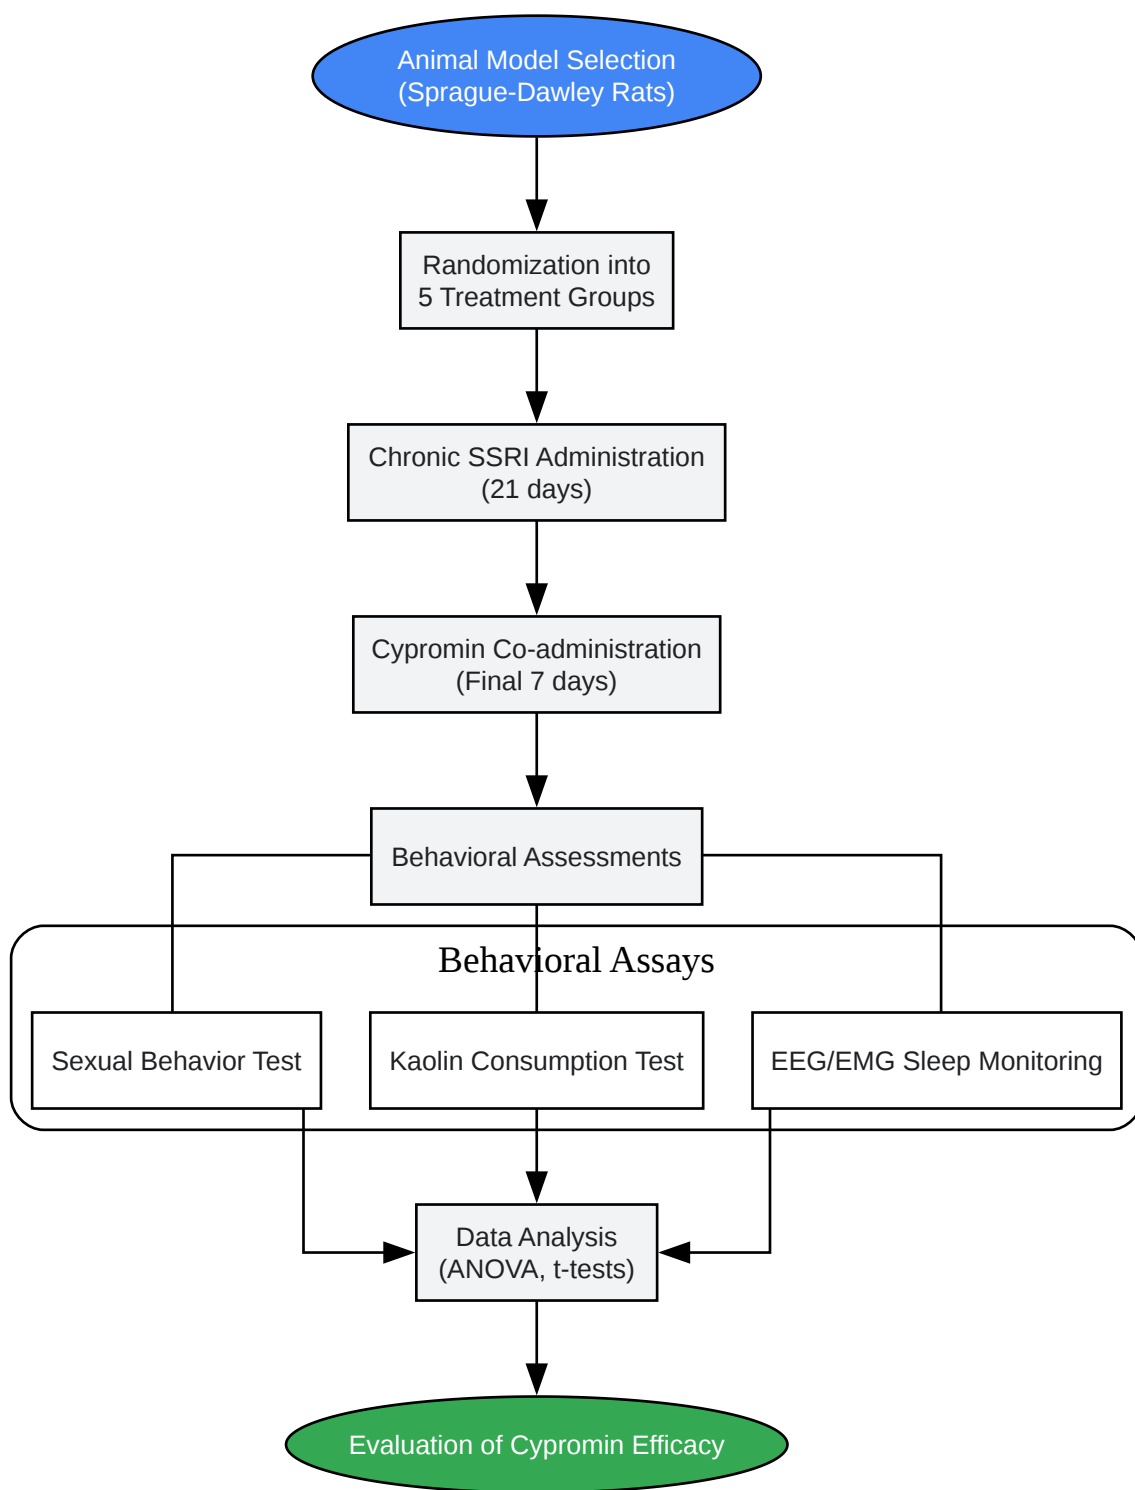 Animal Model Selection
(Sprague-Dawley Rats)
Randomization into
5 Treatment Groups
Chronic SSRI Administration
(21 days)
Cypromin Co-administration
(Final 7 days)
Behavioral Assessments
Behavioral Assays
Sexual Behavior Test
Kaolin Consumption Test
EEG/EMG Sleep Monitoring
Data Analysis
(ANOVA, t-tests)
Evaluation of Cypromin Efficacy